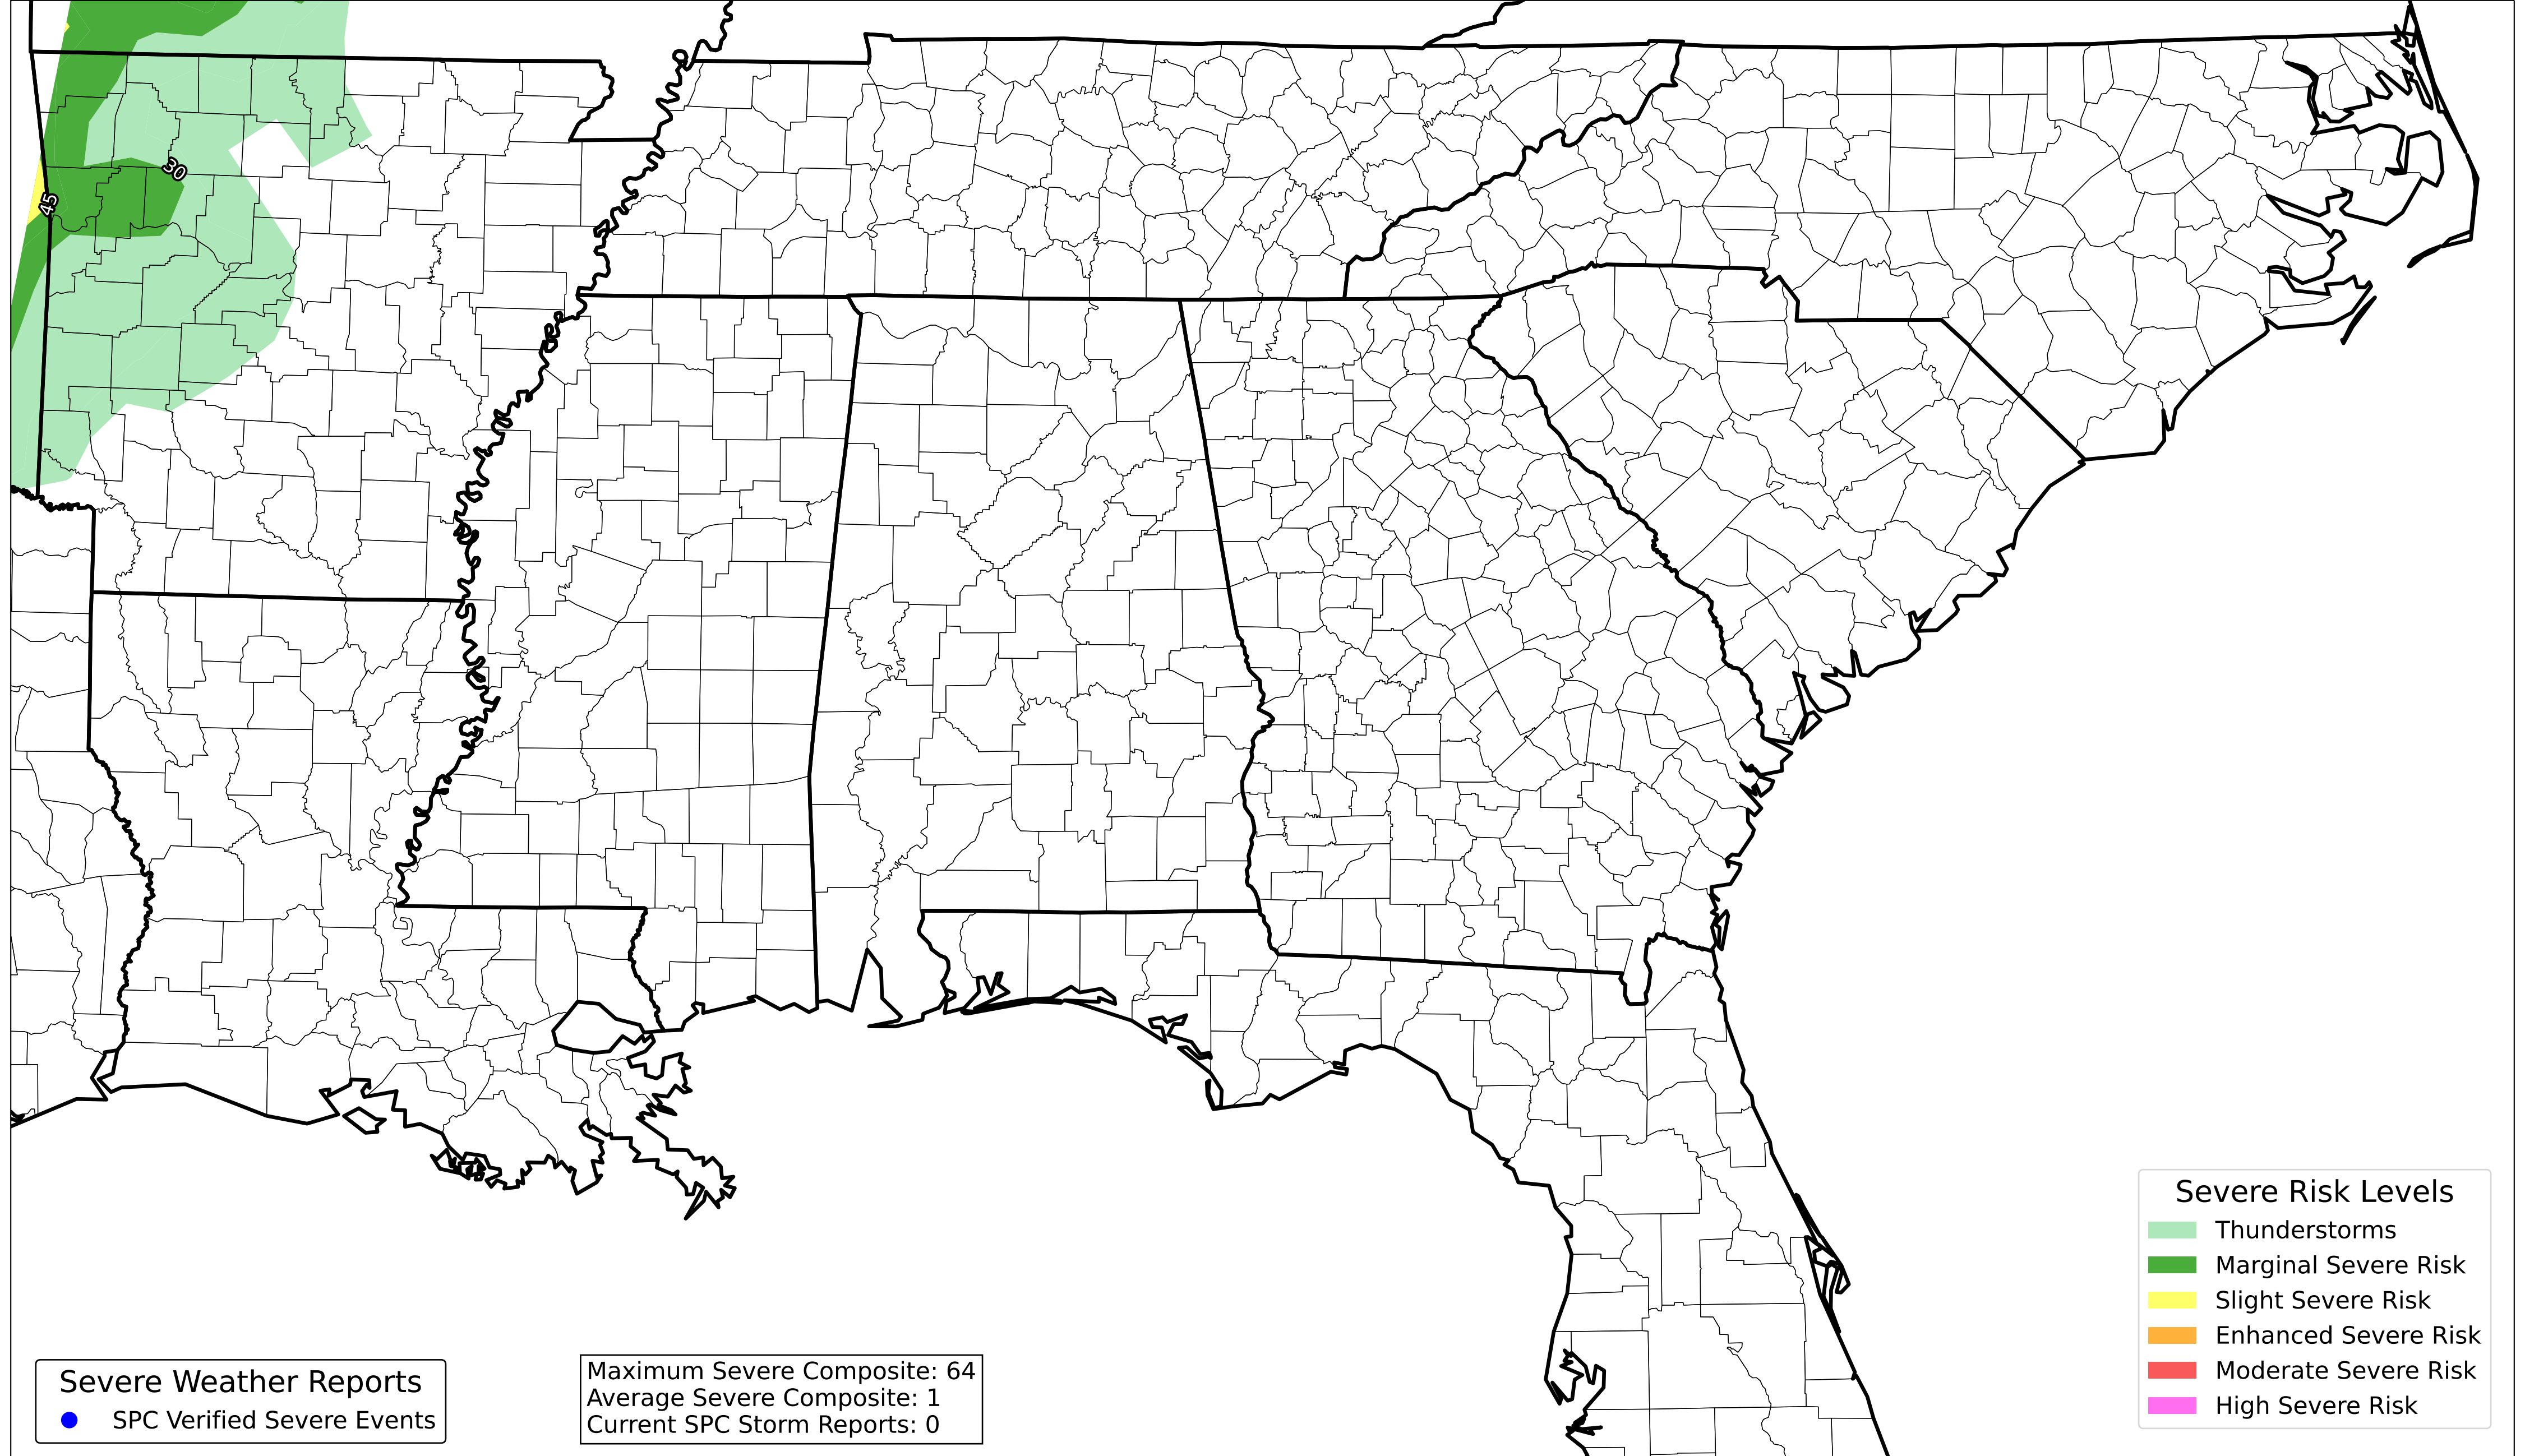 30
45
Severe Risk Levels
Thunderstorms
Marginal Severe Risk
Slight Severe Risk
Enhanced Severe Risk
Moderate Severe Risk
High Severe Risk
Severe Weather Reports
SPC Verified Severe Events
Maximum Severe Composite: 64
Average Severe Composite: 1
Current SPC Storm Reports: 0